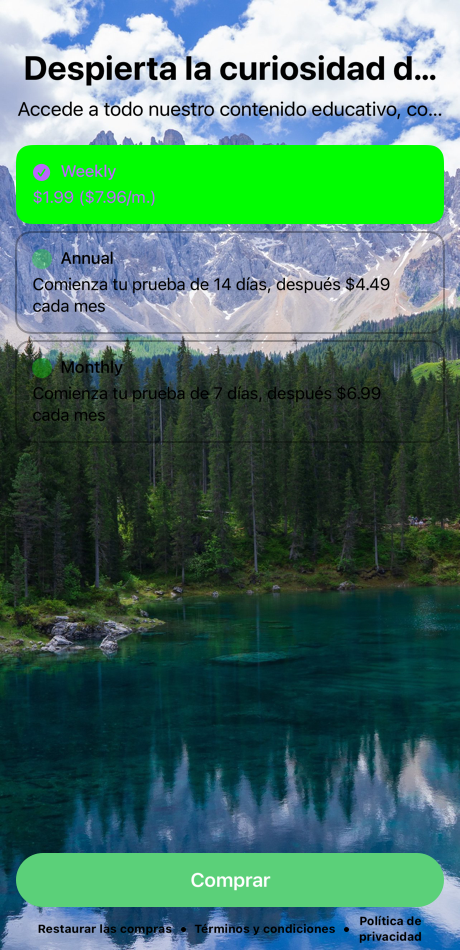 Despierta la curiosidad d...
Accede a todo nuestro contenido educativo, co...
Weekly
$1.99 ($7.96/m.)
Annual
Comienza tu prueba de 14 días, después $4.49
cada mes
Monthly
Comienza tu prueba de 7 días, después $6.99
cada mes
Comprar
Restaurar las compras • Términos y condiciones • Política de
privacidad